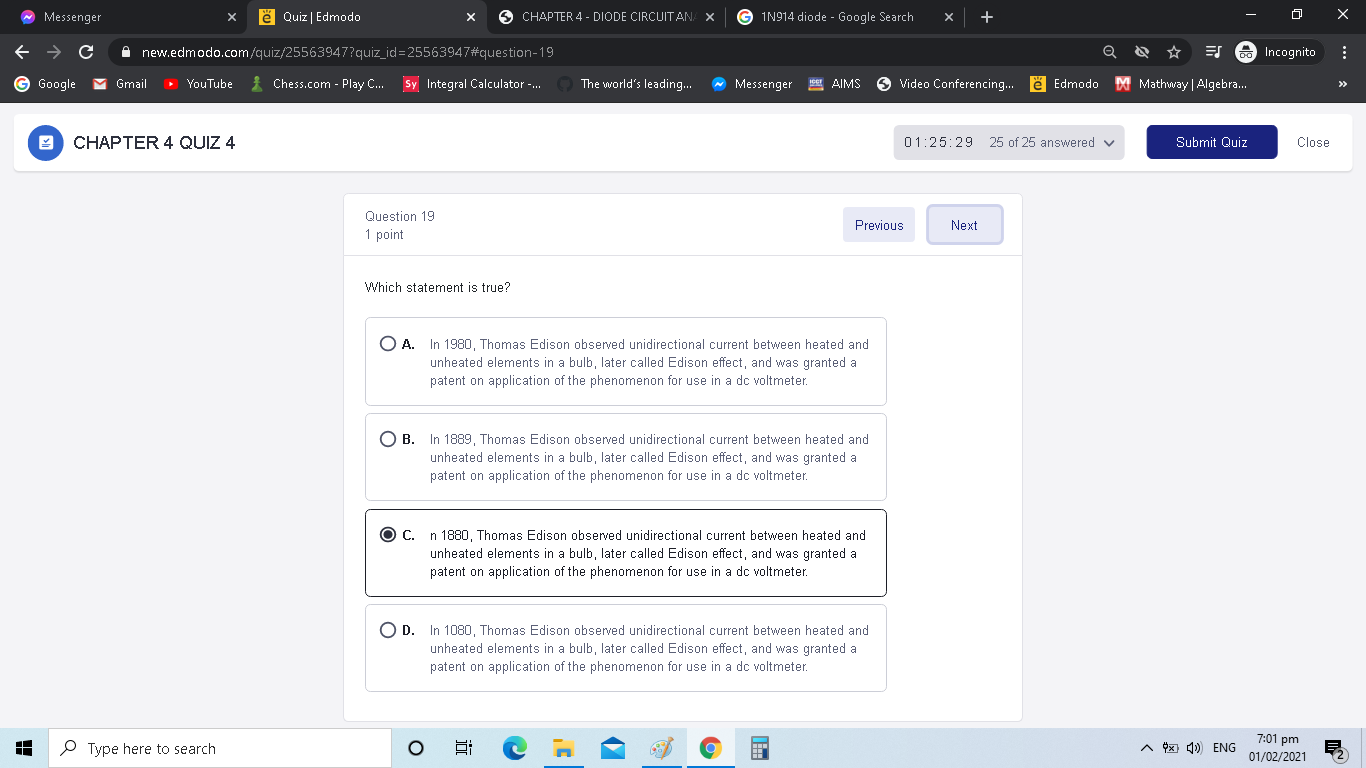 Messenger
Quiz | Edmodo
CHAPTER 4 - DIODE CIRCUIT AN
1N914 diode - Google Search
new.edmodo.com/quiz/25563947?quiz_id=25563947#question-19
Incognito
Google
Gmail
YouTube
Chess.com - Play C...
Sy
Integral Calculator -...
The world's leading...
Messenger
AIMS
Video Conferencing...
Edmodo
Mathway | Algebra...
»
CHAPTER 4 QUIZ 4
01:25:29 25 of 25 answered
Submit Quiz
Close
Question 19
1 point
Previous
Next
Which statement is true?
A. In 1980, Thomas Edison observed unidirectional current between heated and
unheated elements in a bulb, later called Edison effect, and was granted a
patent on application of the phenomenon for use in a dc voltmeter.
B. In 1889, Thomas Edison observed unidirectional current between heated and
unheated elements in a bulb, later called Edison effect, and was granted a
patent on application of the phenomenon for use in a dc voltmeter.
C. n 1880, Thomas Edison observed unidirectional current between heated and
unheated elements in a bulb, later called Edison effect, and was granted a
patent on application of the phenomenon for use in a dc voltmeter.
D. In 1080, Thomas Edison observed unidirectional current between heated and
unheated elements in a bulb, later called Edison effect, and was granted a
patent on application of the phenomenon for use in a dc voltmeter.
Type here to search
ENG
7:01 pm
01/02/2021
2